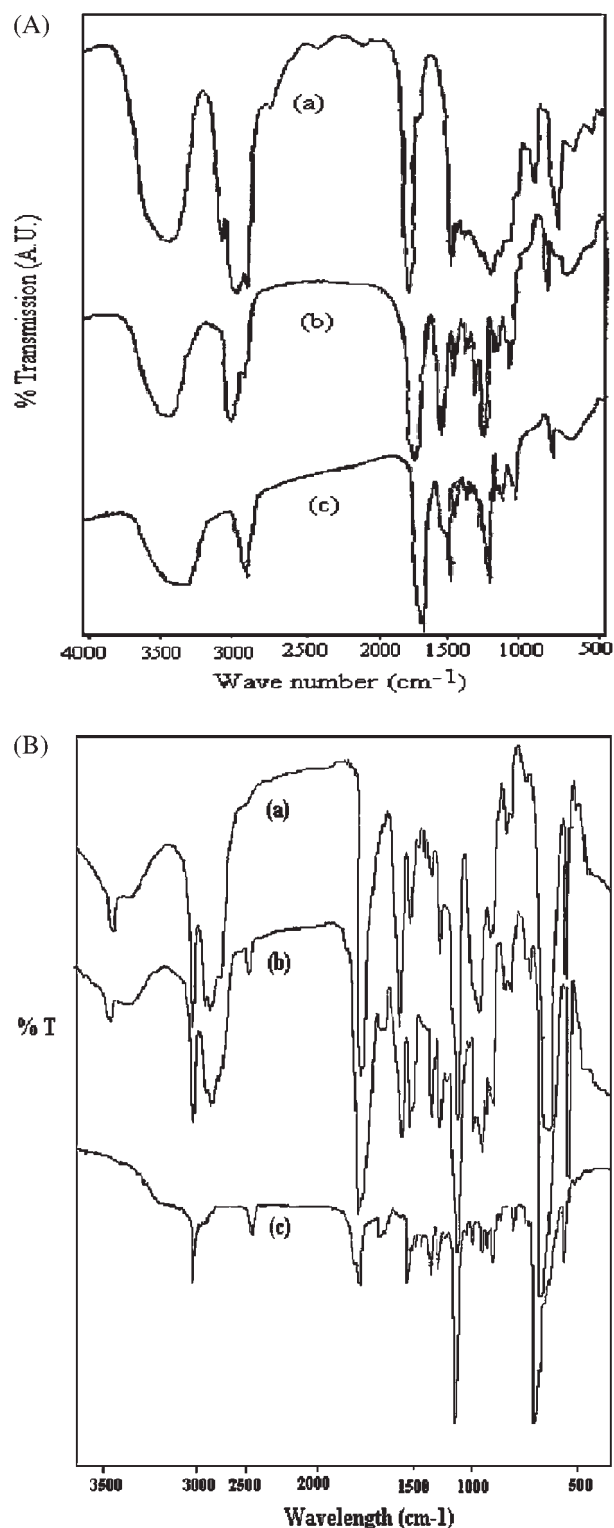 (A)
% Transmission (A.U.)
(a)
(b)
(c)
4000 3500 3000 2500 2000 1500 1000 500
Wave number (cm-1)
(B)
% T
(a)
(b)
(c)
3500 3000 2500 2000 1500 1000 500
Wavelength (cm-1)